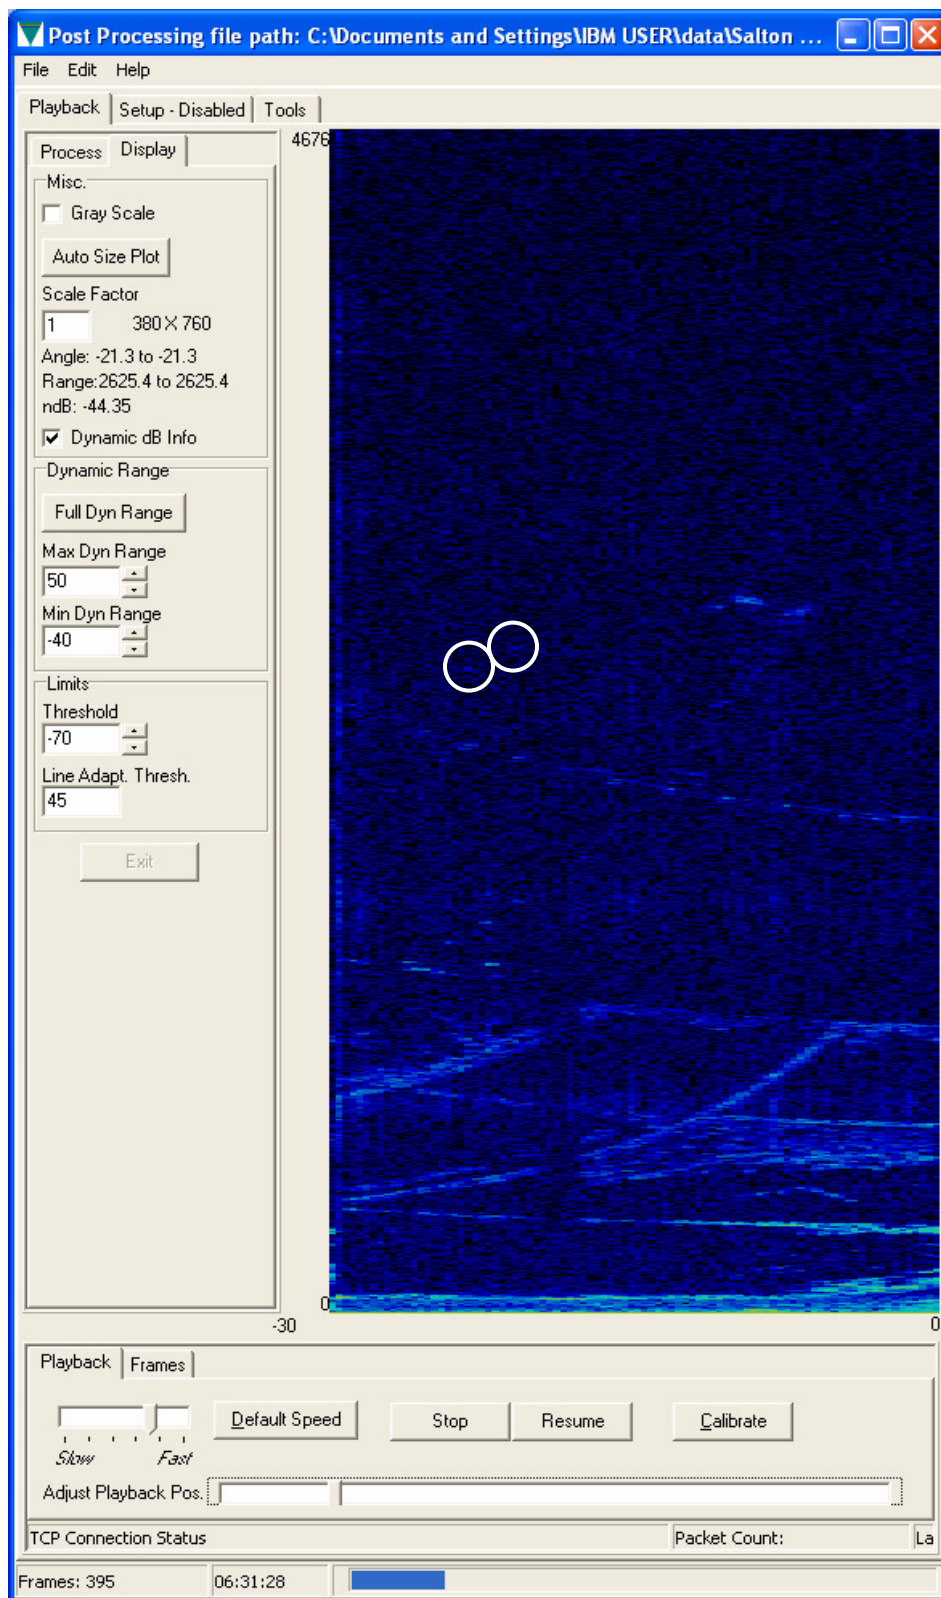 Post Processing file path: C:\Documents and Settings\IBM USER\data\Salton ...
File Edit Help
Playback Setup - Disabled Tools
Process Display
4676
Misc.
Gray Scale
Auto Size Plot
Scale Factor
1 380 X 760
Angle: -21.3 to -21.3
Range:2625.4 to 2625.4
ndB: -44.35
Dynamic dB Info
Dynamic Range
Full Dyn Range
Max Dyn Range
50
Min Dyn Range
-40
Limits
Threshold
-70
Line Adapt. Thresh.
45
Exit
0
-30 0
Playback Frames
Default Speed Stop Resume Calibrate
Slow Fast
Adjust Playback Pos.
TCP Connection Status Packet Count: La
Frames: 395 06:31:28